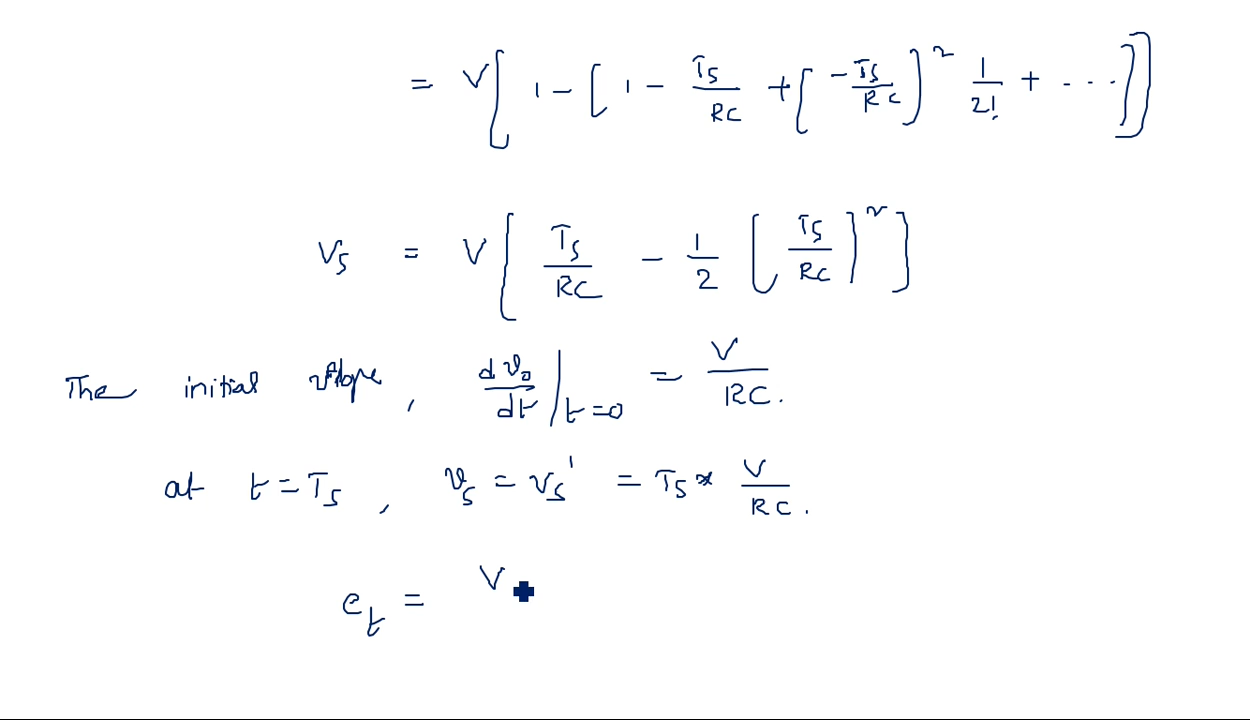 = V[ 1 - [ 1 - Ts/RC + [ -Ts/RC ]² 1/2! + ... ]]
Vs = V [ Ts/RC - 1/2 [ Ts/RC ]² ]
The initial slope, dv₀/dt |t=0 = V/RC.
at t = Ts, vs = vs' = Ts * V/RC.
et = V